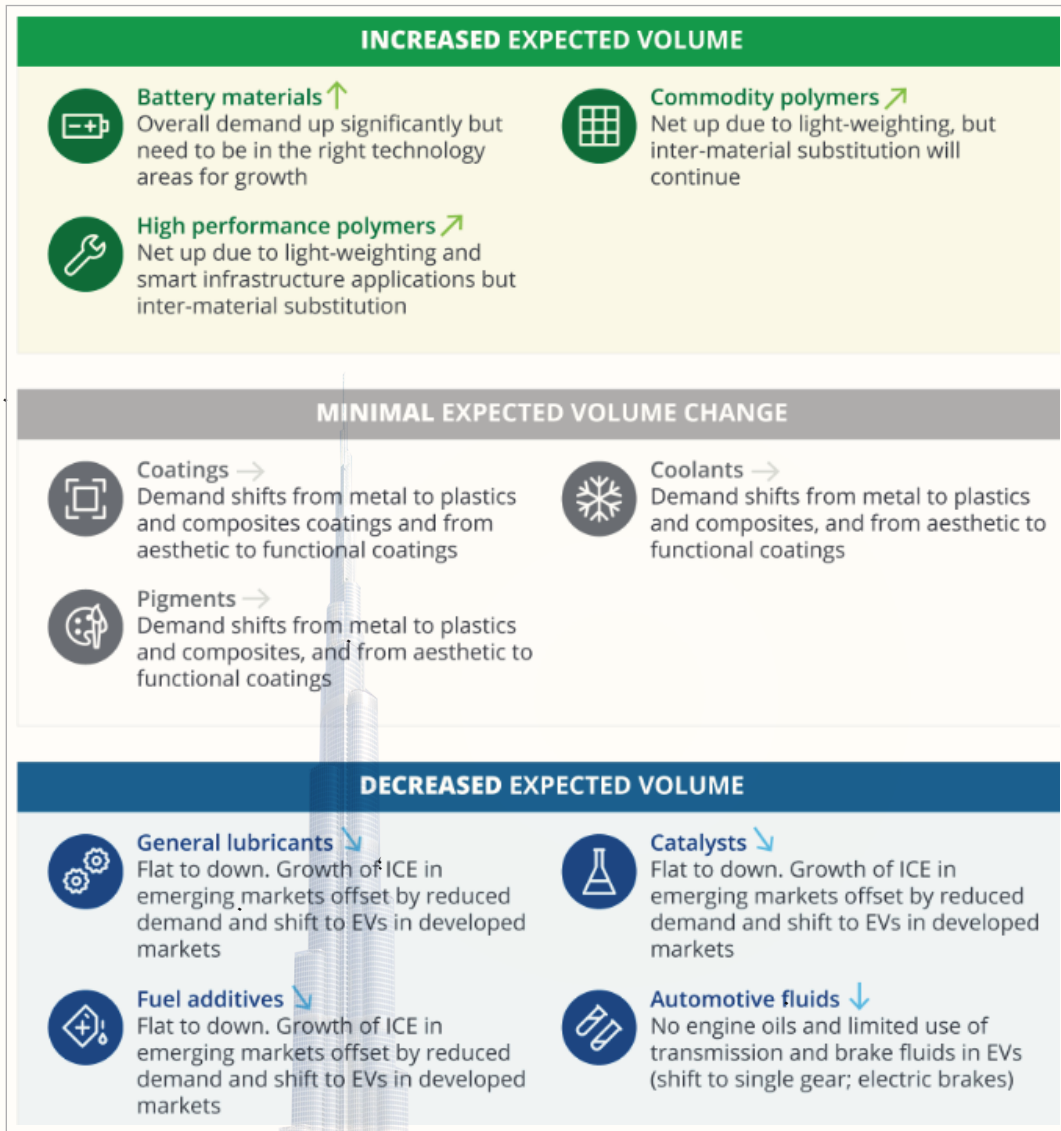 INCREASED EXPECTED VOLUME
Battery materials ↑
Overall demand up significantly but
need to be in the right technology
areas for growth
Commodity polymers ↗
Net up due to light-weighting, but
inter-material substitution will
continue
High performance polymers ↗
Net up due to light-weighting and
smart infrastructure applications but
inter-material substitution
MINIMAL EXPECTED VOLUME CHANGE
Coatings →
Demand shifts from metal to plastics
and composites coatings and from
aesthetic to functional coatings
Coolants →
Demand shifts from metal to plastics
and composites, and from aesthetic to
functional coatings
Pigments →
Demand shifts from metal to plastics
and composites, and from aesthetic to
functional coatings
DECREASED EXPECTED VOLUME
General lubricants ↘
Flat to down. Growth of ICE in
emerging markets offset by reduced
demand and shift to EVs in developed
markets
Catalysts ↘
Flat to down. Growth of ICE in
emerging markets offset by reduced
demand and shift to EVs in developed
markets
Fuel additives ↘
Flat to down. Growth of ICE in
emerging markets offset by reduced
demand and shift to EVs in developed
markets
Automotive fluids ↓
No engine oils and limited use of
transmission and brake fluids in EVs
(shift to single gear; electric brakes)